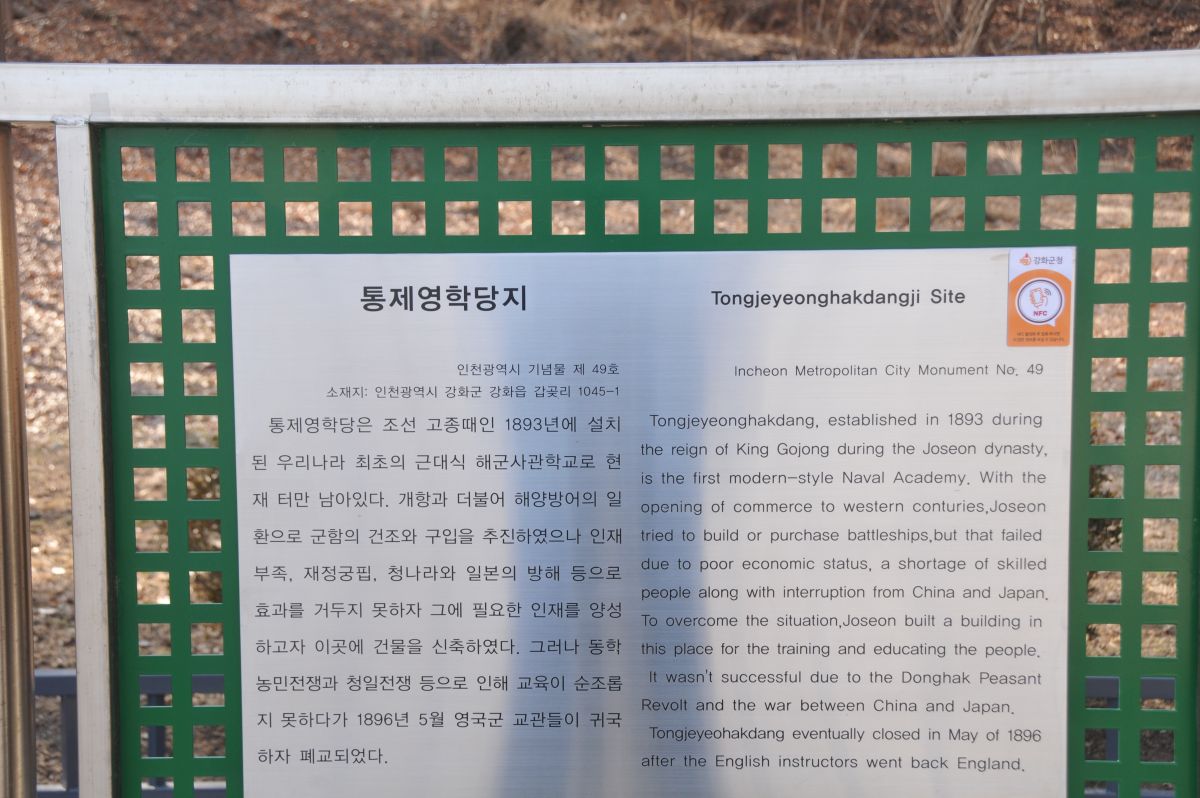 통제영학당지
인천광역시 기념물 제 49호
소재지: 인천광역시 강화군 강화읍 갑곶리 1045-1
통제영학당은 조선 고종때인 1893년에 설치
된 우리나라 최초의 근대식 해군사관학교로 현
재 터만 남아있다. 개항과 더불어 해양방어의 일
환으로 군함의 건조와 구입을 추진하였으나 인재
부족, 재정궁핍, 청나라와 일본의 방해 등으로
효과를 거두지 못하자 그에 필요한 인재를 양성
하고자 이곳에 건물을 신축하였다. 그러나 동학
농민전쟁과 청일전쟁 등으로 인해 교육이 순조롭
지 못하다가 1896년 5월 영국군 교관들이 귀국
하자 폐교되었다.
Tongjeyeonghakdangji Site
Incheon Metropolitan City Monument No. 49
Tongjeyeonghakdang, established in 1893 during
the reign of King Gojong during the Joseon dynasty,
is the first modern-style Naval Academy. With the
opening of commerce to western conturies,Joseon
tried to build or purchase battleships,but that failed
due to poor economic status, a shortage of skilled
people along with interruption from China and Japan.
To overcome the situation,Joseon built a building in
this place for the training and educating the people.
It wasn't successful due to the Donghak Peasant
Revolt and the war between China and Japan.
Tongjeyeohakdang eventually closed in May of 1896
after the English instructors went back England.
강화군청
NFC